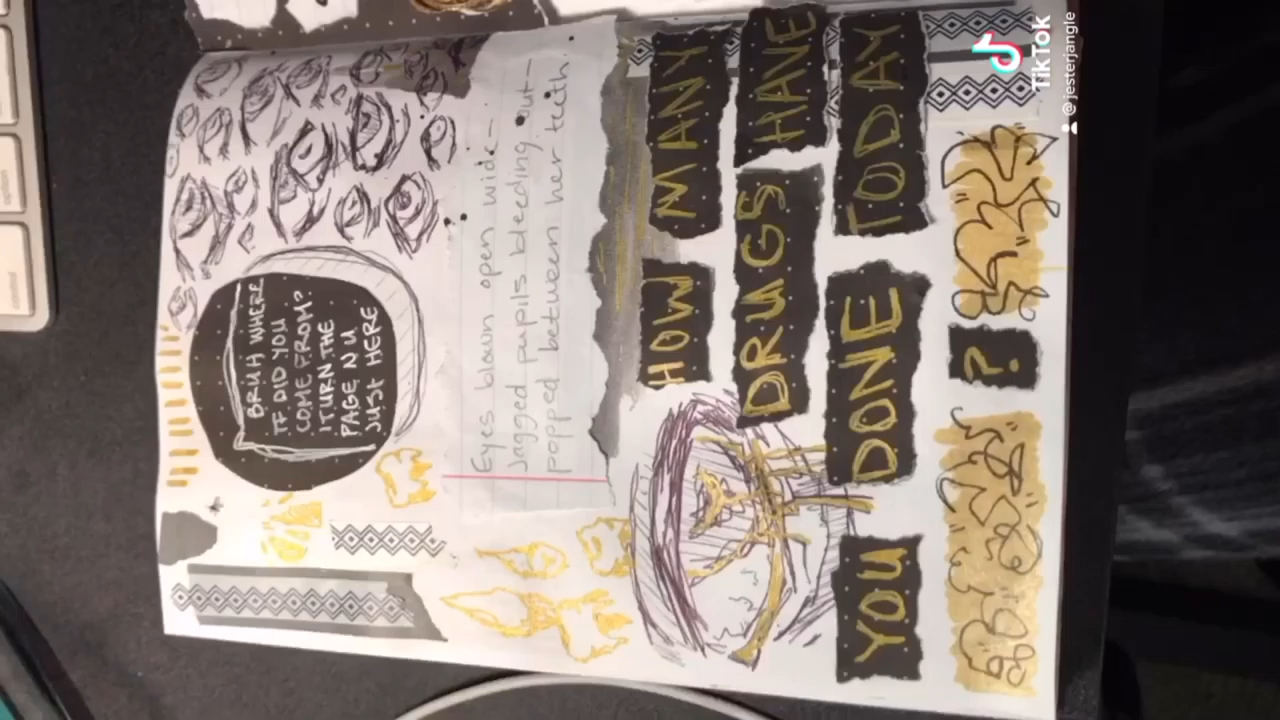 BRUH WHERE
TF DID YOU
COME FROM?
I TURN THE
PAGE N U
JUST HERE
Eyes blown open wide—
Jagged pupils bleeding out—
popped between her teeth.
HOW MANY
DRUGS HAVE
YOU DONE TODAY
?
TikTok
@jesterjangle
option